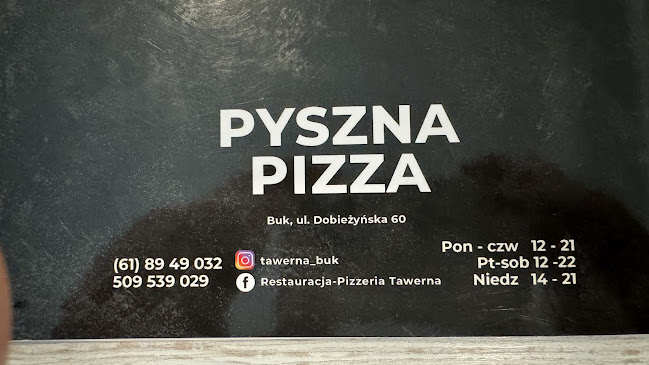 PYSZNA
PIZZA
Buk, ul. Dobieżyńska 60
(61) 89 49 032
509 539 029
tawerna_buk
Restauracja-Pizzeria Tawerna
Pon - czw 12 - 21
Pt-sob 12 -22
Niedz 14 - 21